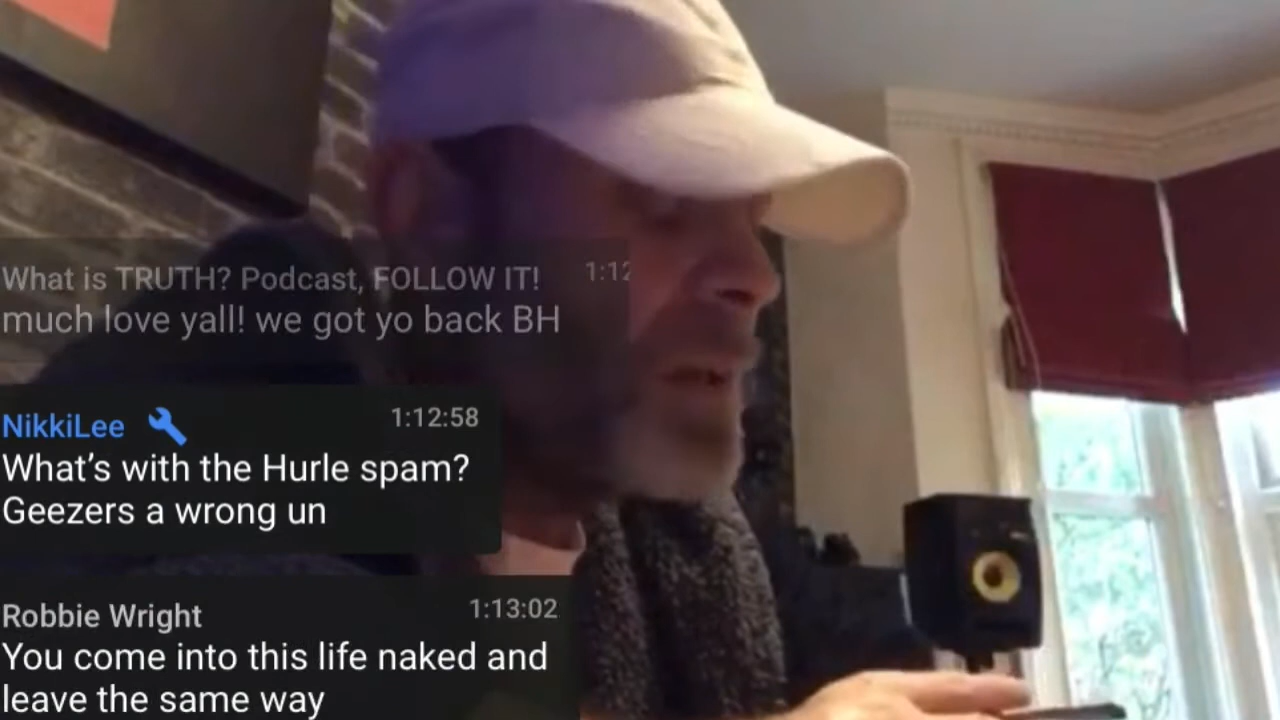 What is TRUTH? Podcast, FOLLOW IT! 1:12
much love yall! we got yo back BH
NikkiLee 1:12:58
What's with the Hurle spam?
Geezers a wrong un
Robbie Wright 1:13:02
You come into this life naked and
leave the same way